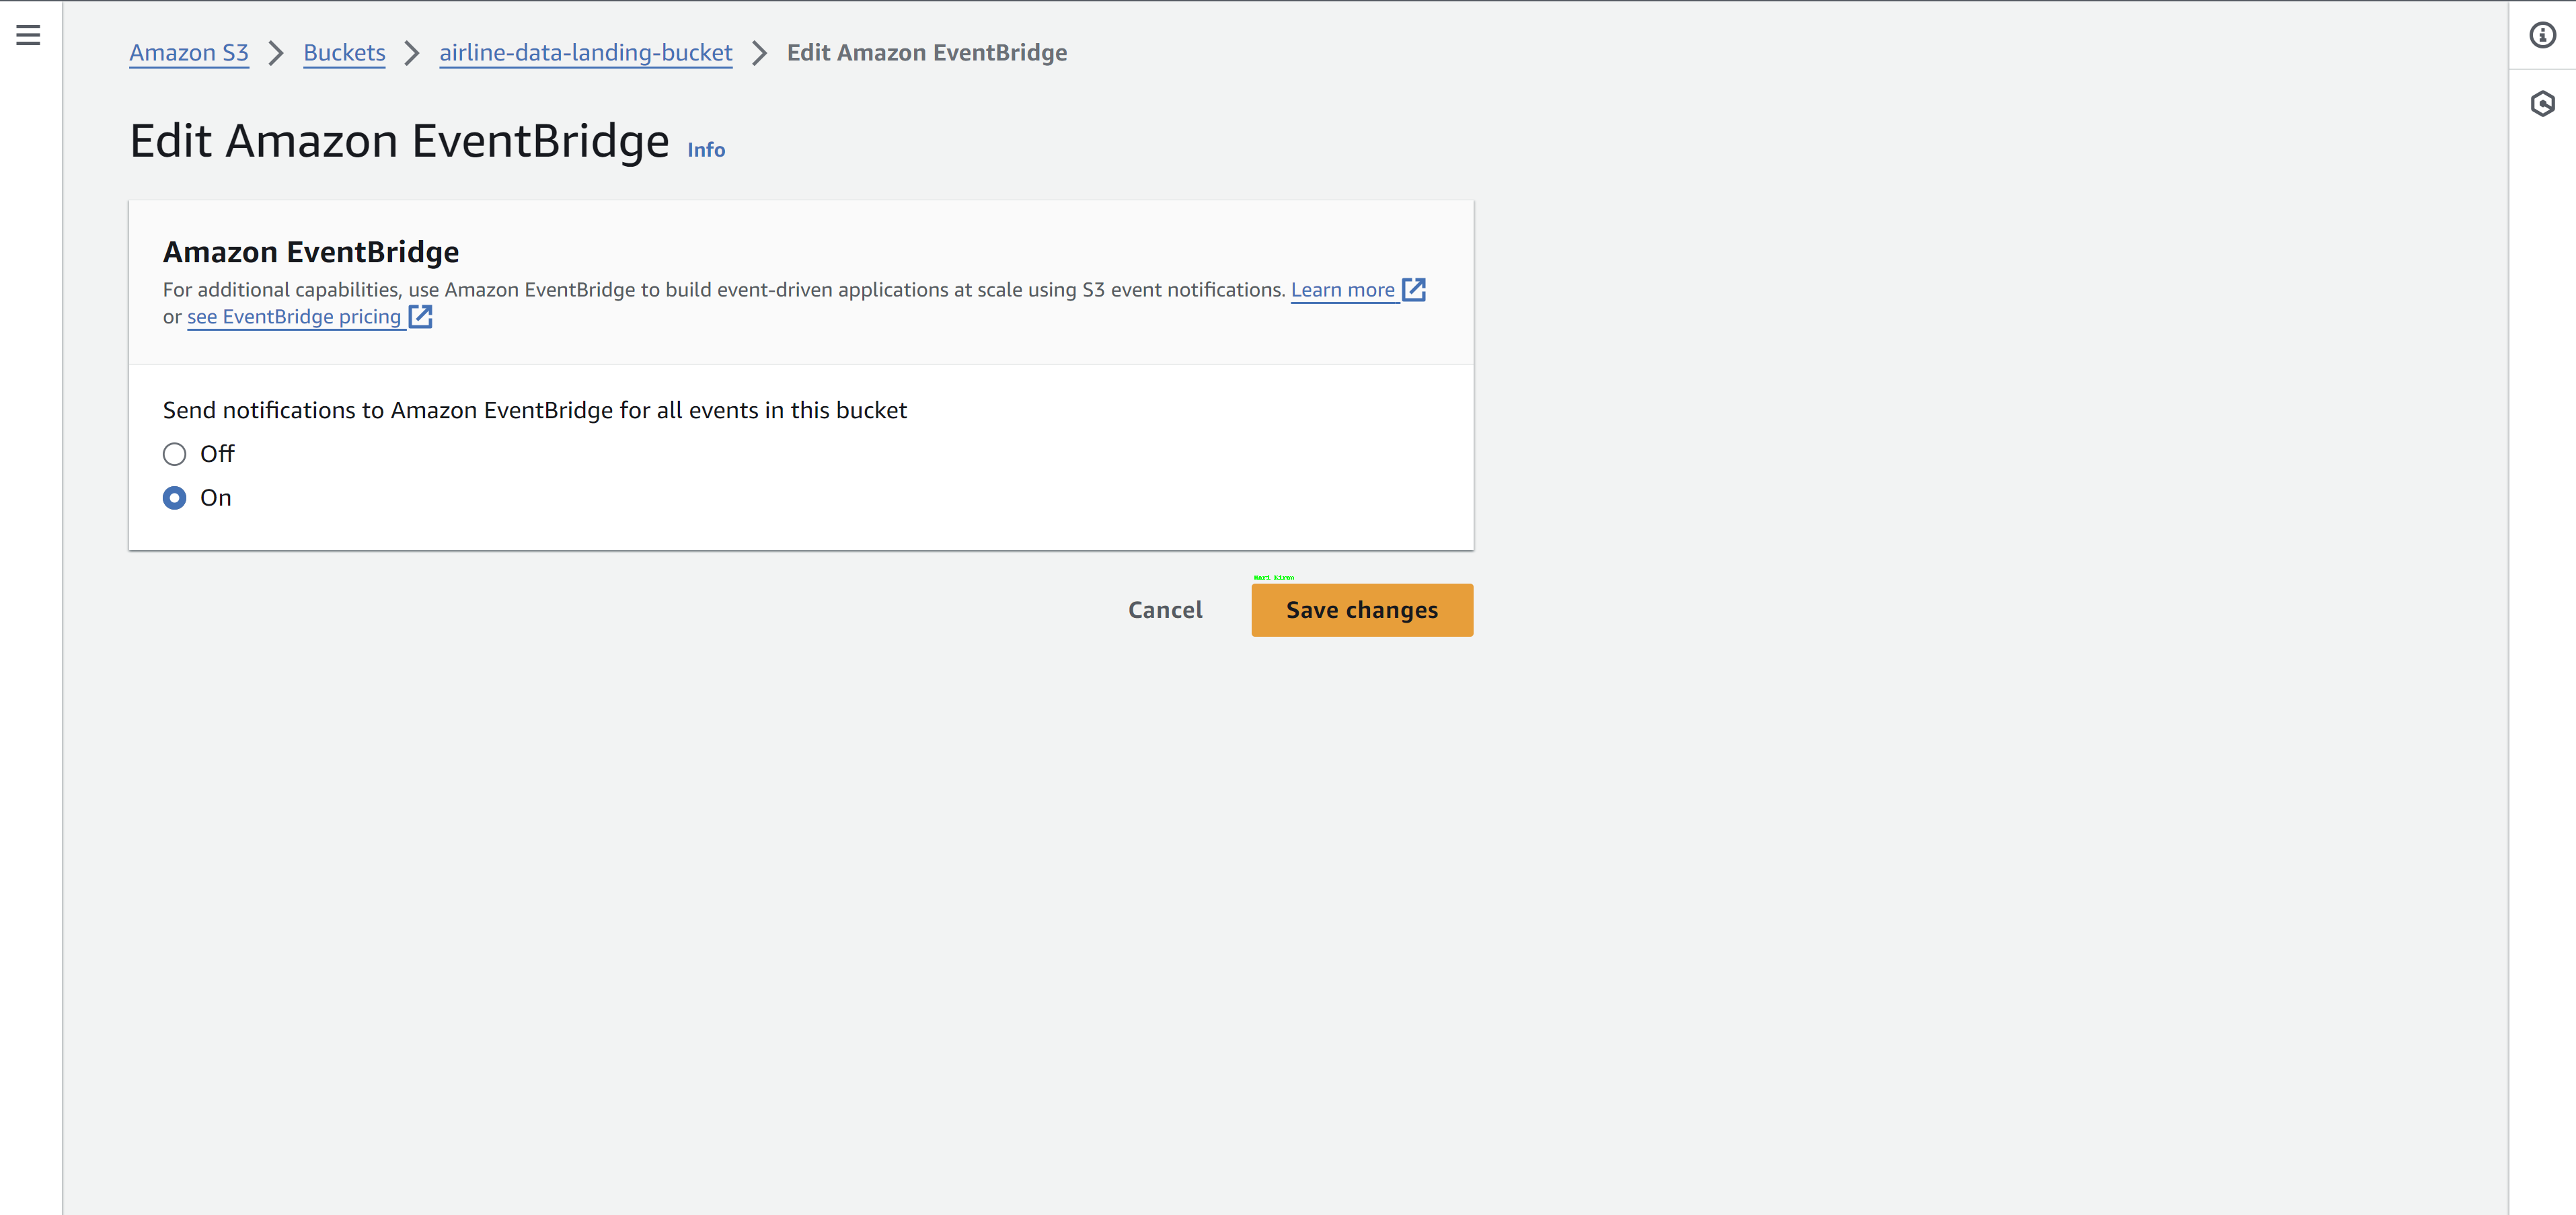 Amazon S3 > Buckets > airline-data-landing-bucket > Edit Amazon EventBridge
Edit Amazon EventBridge Info
Amazon EventBridge
For additional capabilities, use Amazon EventBridge to build event-driven applications at scale using S3 event notifications. Learn more
or see EventBridge pricing
Send notifications to Amazon EventBridge for all events in this bucket
Off
On
Hari Kiran
Cancel Save changes